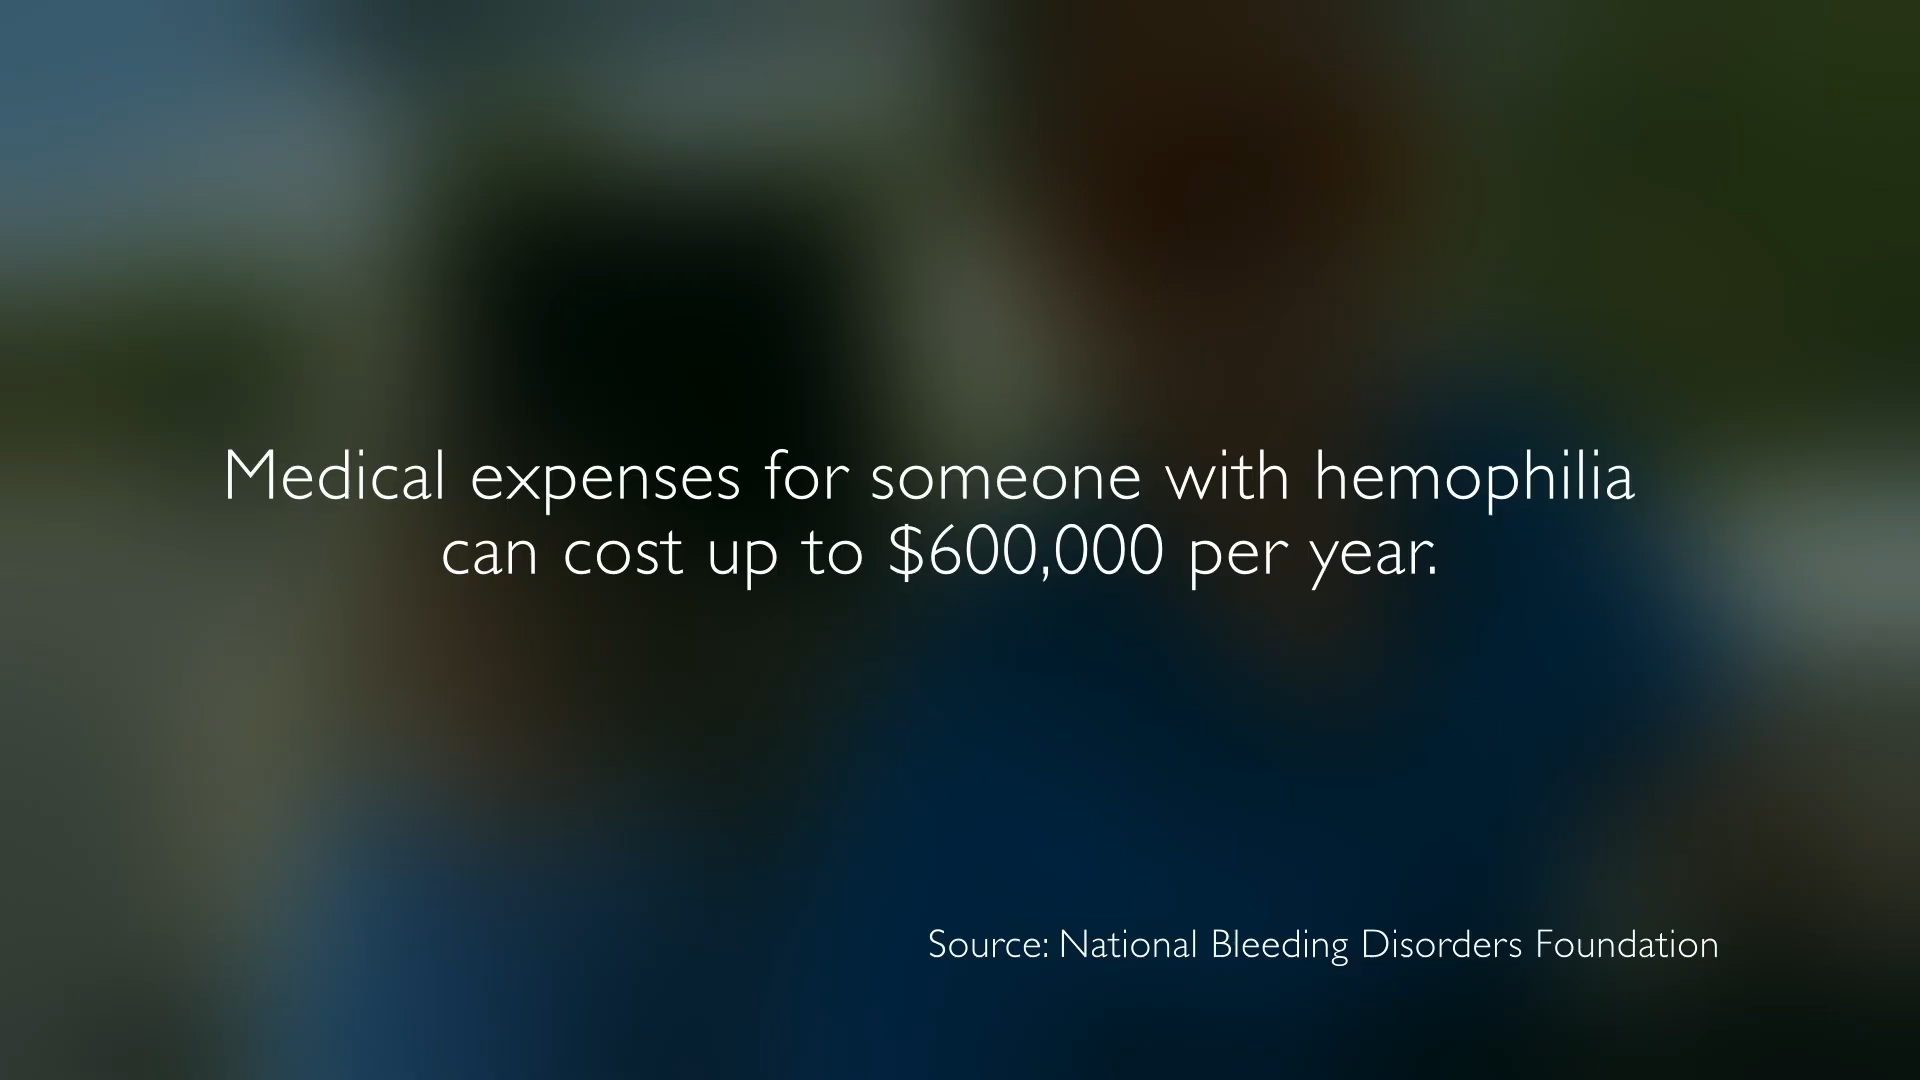 Medical expenses for someone with hemophilia
can cost up to $600,000 per year.
Source: National Bleeding Disorders Foundation